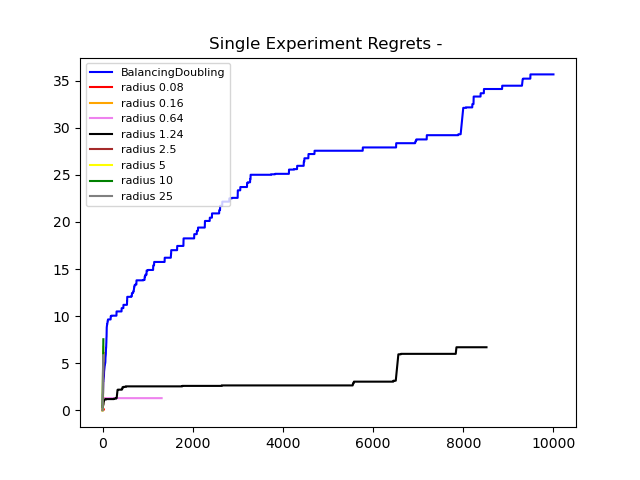 Single Experiment Regrets -
BalancingDoubling
radius 0.08
radius 0.16
radius 0.64
radius 1.24
radius 2.5
radius 5
radius 10
radius 25
35
30
25
20
15
10
5
0
0 2000 4000 6000 8000 10000